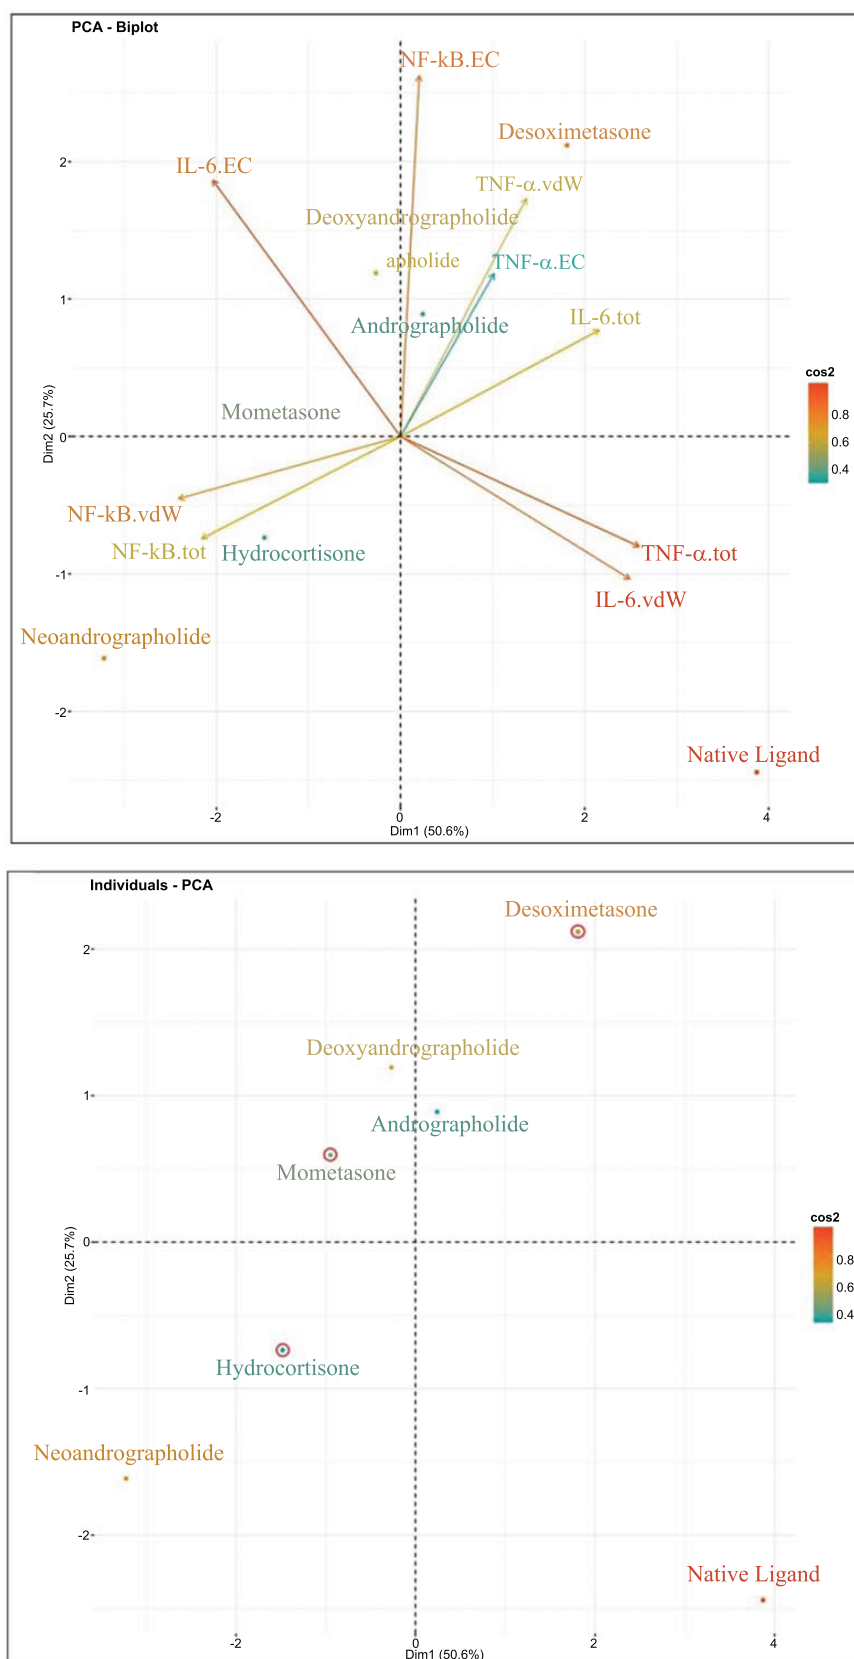 PCA - Biplot
NF-kB.EC
Desoximetasone
IL-6.EC
TNF-α.vdW
Deoxyandrographolide
apholide
TNF-α.EC
IL-6.tot
Andrographolide
Mometasone
NF-kB.vdW
NF-kB.tot
Hydrocortisone
TNF-α.tot
IL-6.vdW
Neoandrographolide
Native Ligand
2
1
0
-1
-2
Dim2 (25.7%)
-2
0
2
4
Dim1 (50.6%)
cos2
0.8
0.6
0.4
Individuals - PCA
Desoximetasone
Deoxyandrographolide
Andrographolide
Mometasone
Hydrocortisone
Neoandrographolide
Native Ligand
2
1
0
-1
-2
Dim2 (25.7%)
-2
0
2
4
Dim1 (50.6%)
cos2
0.8
0.6
0.4